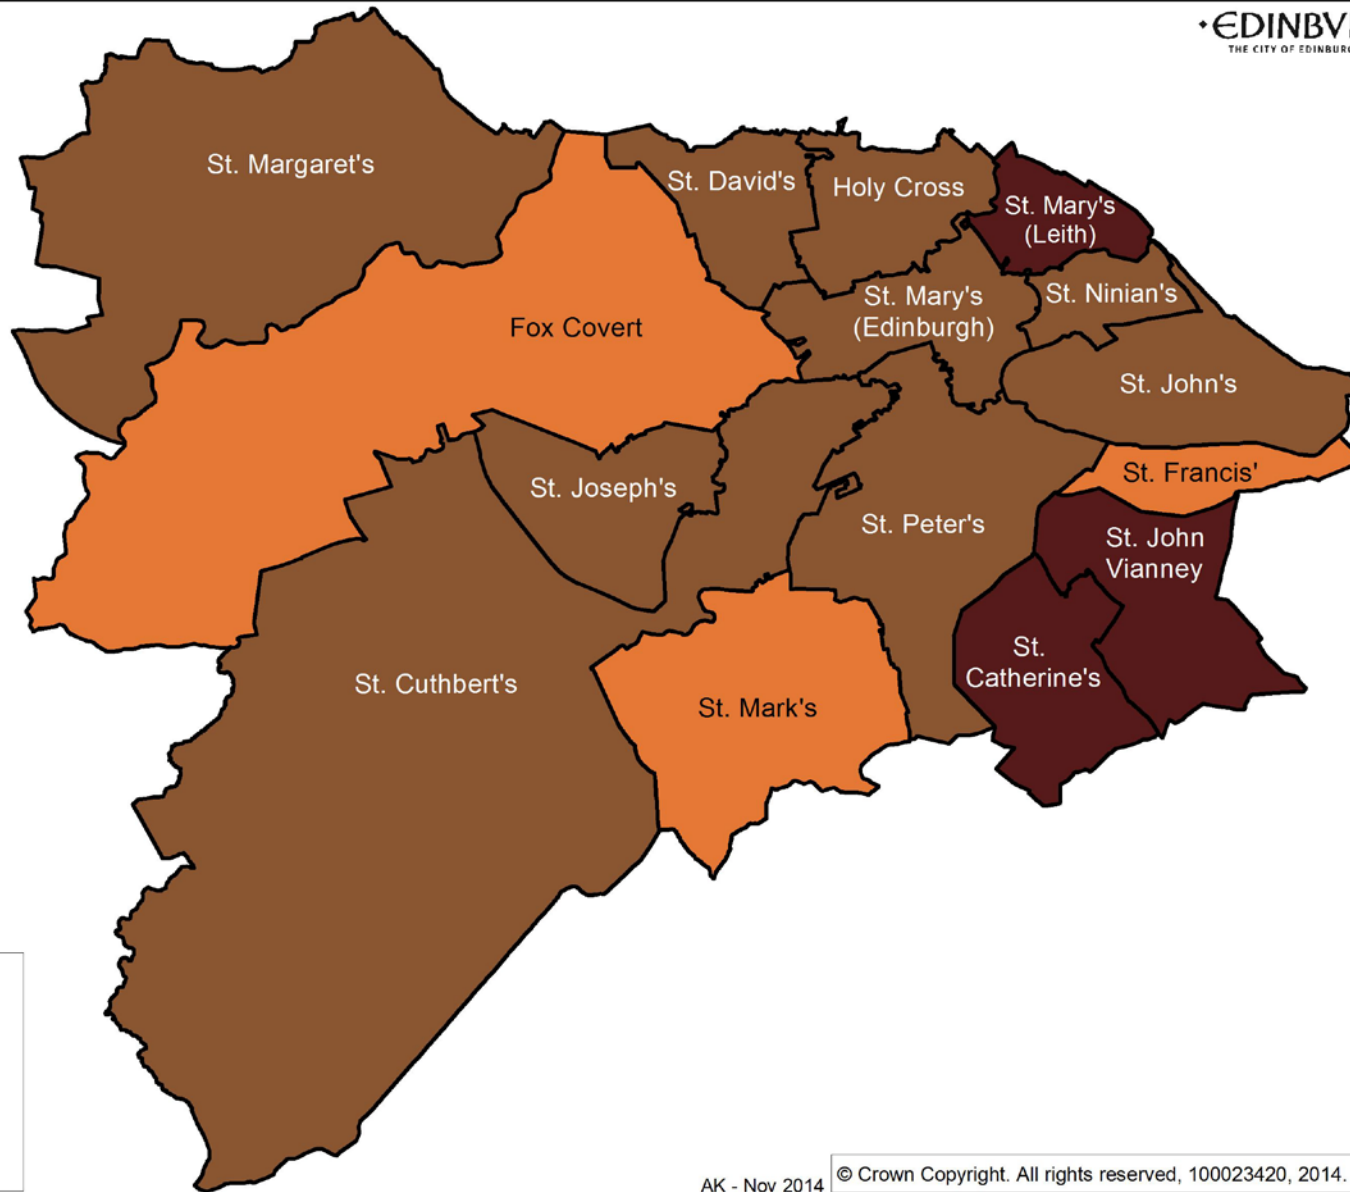 •EDINBV
THE CITY OF EDINBURG
St. Margaret's
St. David's
Holy Cross
St. Mary's
(Leith)
St. Mary's
(Edinburgh)
St. Ninian's
Fox Covert
St. John's
St. Francis'
St. Joseph's
St. Peter's
St. John
Vianney
St.
Catherine's
St. Cuthbert's
St. Mark's
AK - Nov 2014
© Crown Copyright. All rights reserved, 100023420, 2014.